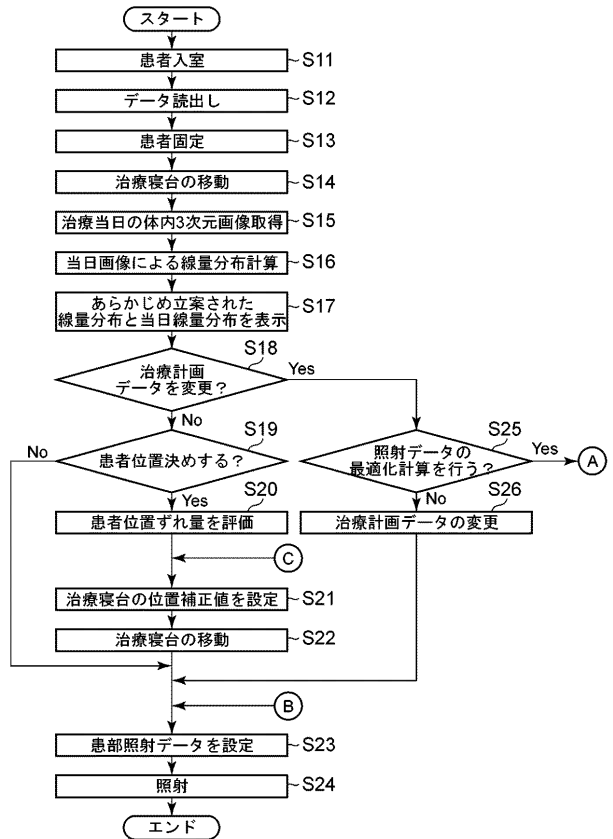 スタート
患者入室
S11
データ読出し
S12
患者固定
S13
治療寝台の移動
S14
治療当日の体内3次元画像取得
S15
当日画像による線量分布計算
S16
あらかじめ立案された
線量分布と当日線量分布を表示
S17
S18
治療計画
データを変更？
Yes
No
S19
患者位置決めする？
No
Yes
S25
照射データの
最適化計算を行う？
Yes
A
No
S20
患者位置ずれ量を評価
S26
治療計画データの変更
C
治療寝台の位置補正値を設定
S21
治療寝台の移動
S22
B
患部照射データを設定
S23
照射
S24
エンド